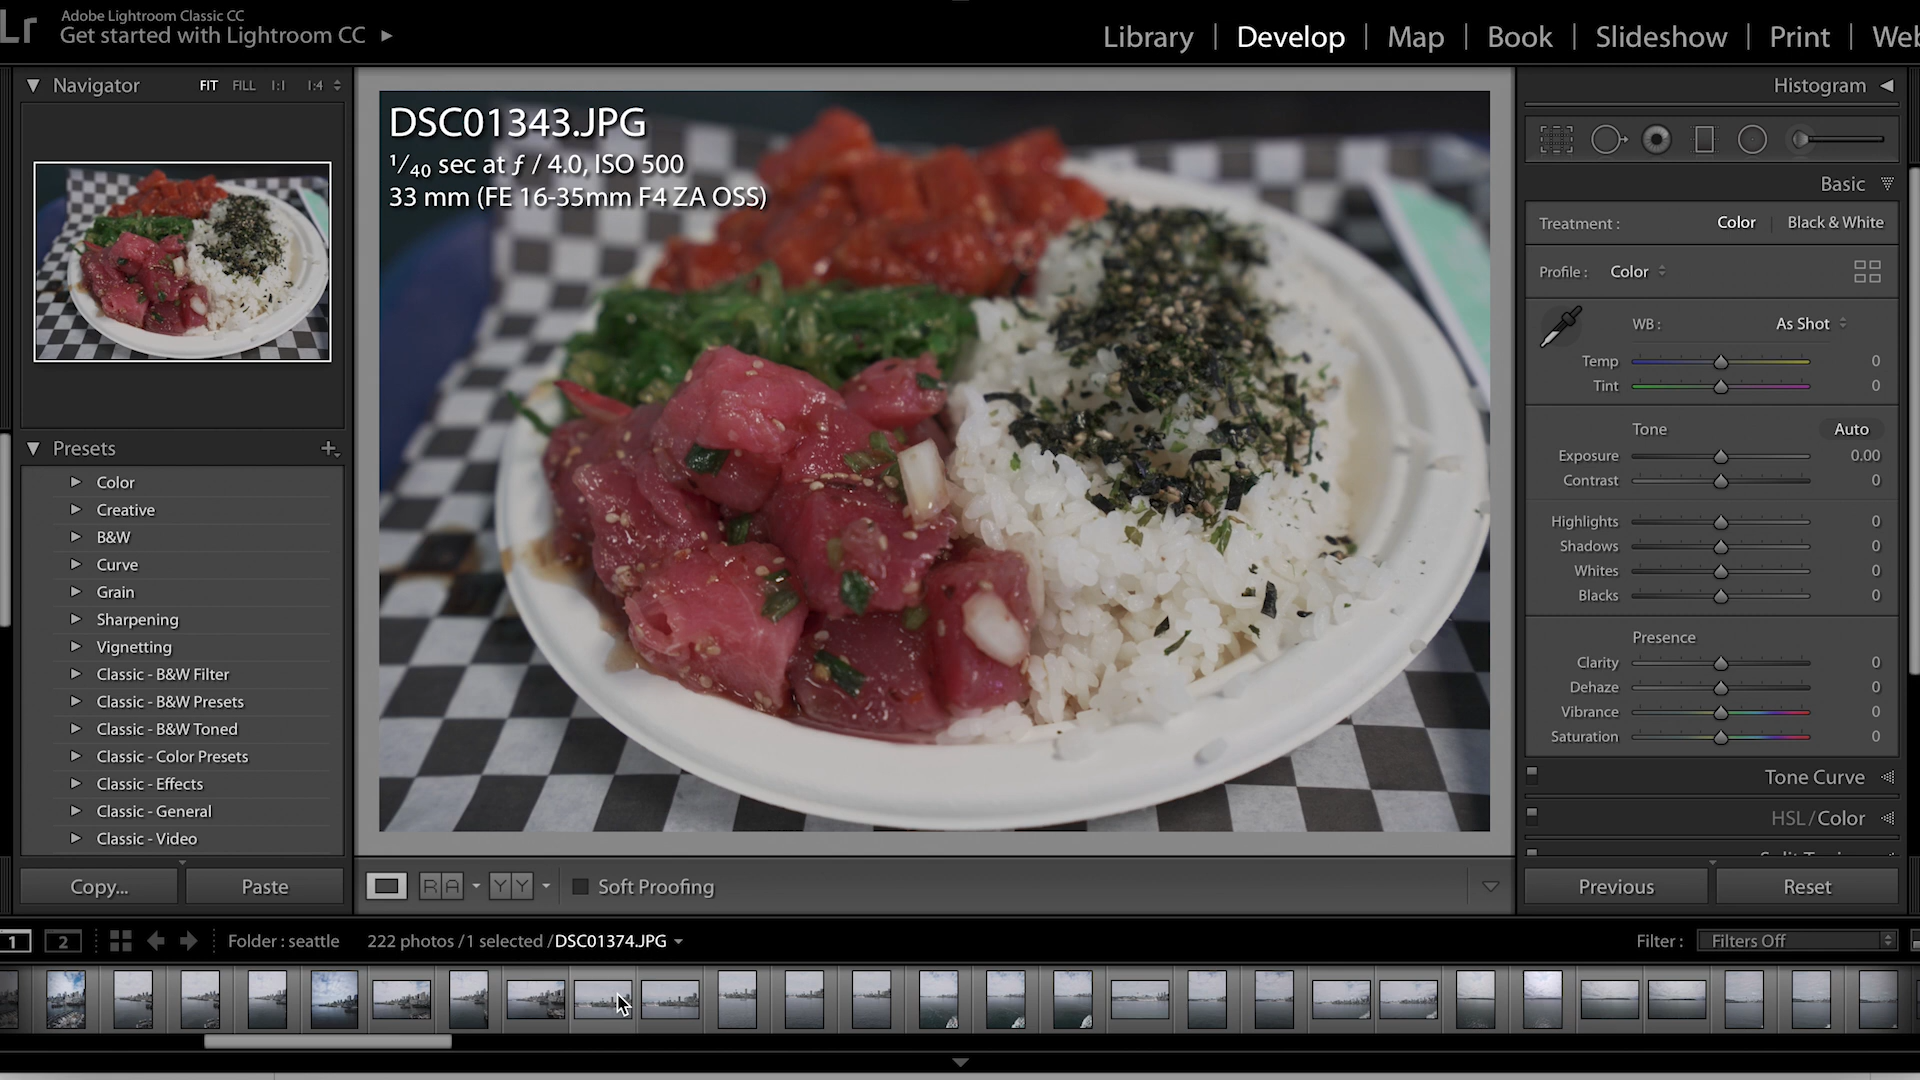 Lr
Adobe Lightroom Classic CC
Get started with Lightroom CC
Library | Develop | Map | Book | Slideshow | Print |
Navigator FIT FILL 1:1 1:4
Presets
Color
Creative
B&W
Curve
Grain
Sharpening
Vignetting
Classic - B&W Filter
Classic - B&W Presets
Classic - B&W Toned
Classic - Color Presets
Classic - Effects
Classic - General
Classic - Video
Copy... Paste
DSC01343.JPG
1/40 sec at ƒ / 4.0, ISO 500
33 mm (FE 16-35mm F4 ZA OSS)
R A Y Y Soft Proofing
Histogram
Basic
Treatment : Color Black & White
Profile : Color
WB : As Shot
Temp 0
Tint 0
Tone Auto
Exposure 0.00
Contrast 0
Highlights 0
Shadows 0
Whites 0
Blacks 0
Presence
Clarity 0
Dehaze 0
Vibrance 0
Saturation 0
Tone Curve
HSL / Color
Previous Reset
1 2 Folder : seattle 222 photos / 1 selected / DSC01374.JPG Filter : Filters Off